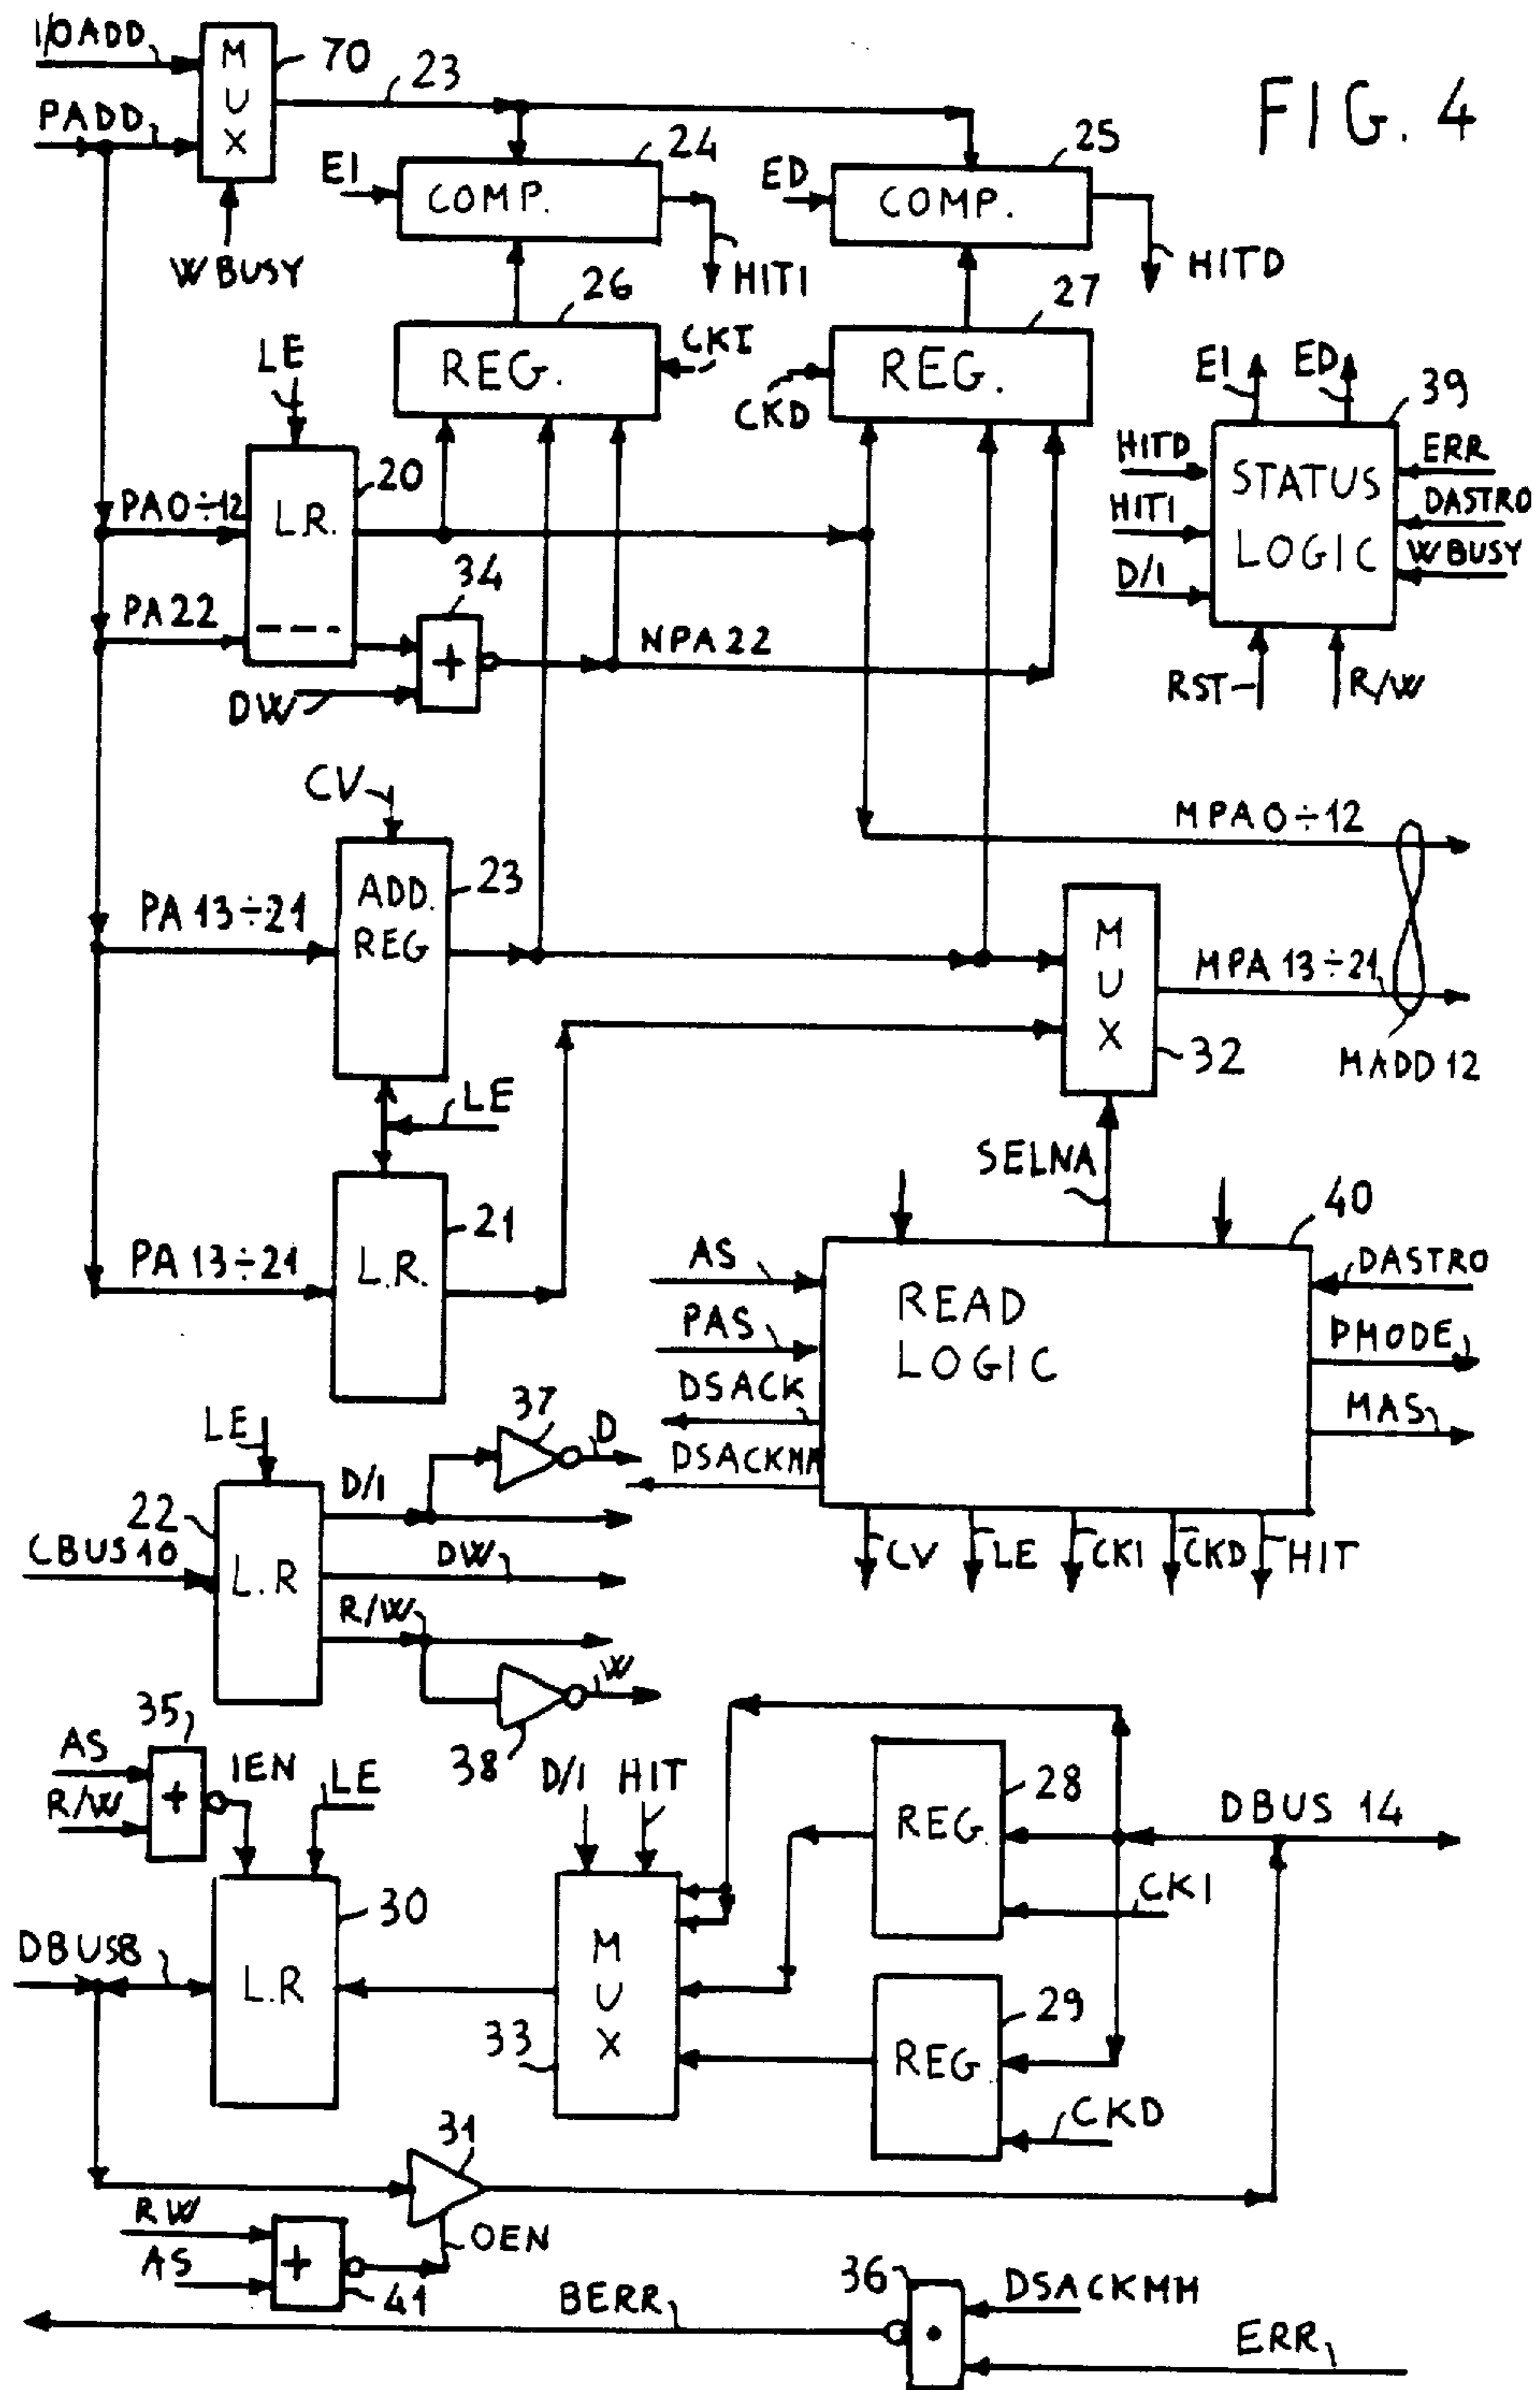 FIG. 4
I/OADD
MUX
70
23
PADD
WBUSY
EI
24
COMP.
HITI
ED
25
COMP.
HITD
26
REG.
CKI
27
REG.
CKD
LE
EI
ED
39
HITD
HITI
D/I
STATUS
LOGIC
ERR
DASTRO
WBUSY
RST
R/W
PA0÷12
20
L.R.
PA22
34
+
NPA22
DW
CV
MPA0÷12
PA13÷21
ADD.
REG
23
MUX
MPA13÷21
32
MADD12
LE
SELNA
PA13÷21
L.R.
21
40
AS
PAS
DSACK
DSACKMM
READ
LOGIC
DASTRO
PMODE
MAS
CV
LE
CKI
CKD
HIT
LE
37
D
22
D/I
CBUS10
L.R
DW
R/W
W
38
35
AS
R/W
+
IEN
LE
D/I
HIT
REG.
28
DBUS 14
CKI
30
DBUS8
L.R
MUX
33
REG
29
CKD
31
RW
AS
+
OEN
41
BERR
36
DSACKMH
ERR